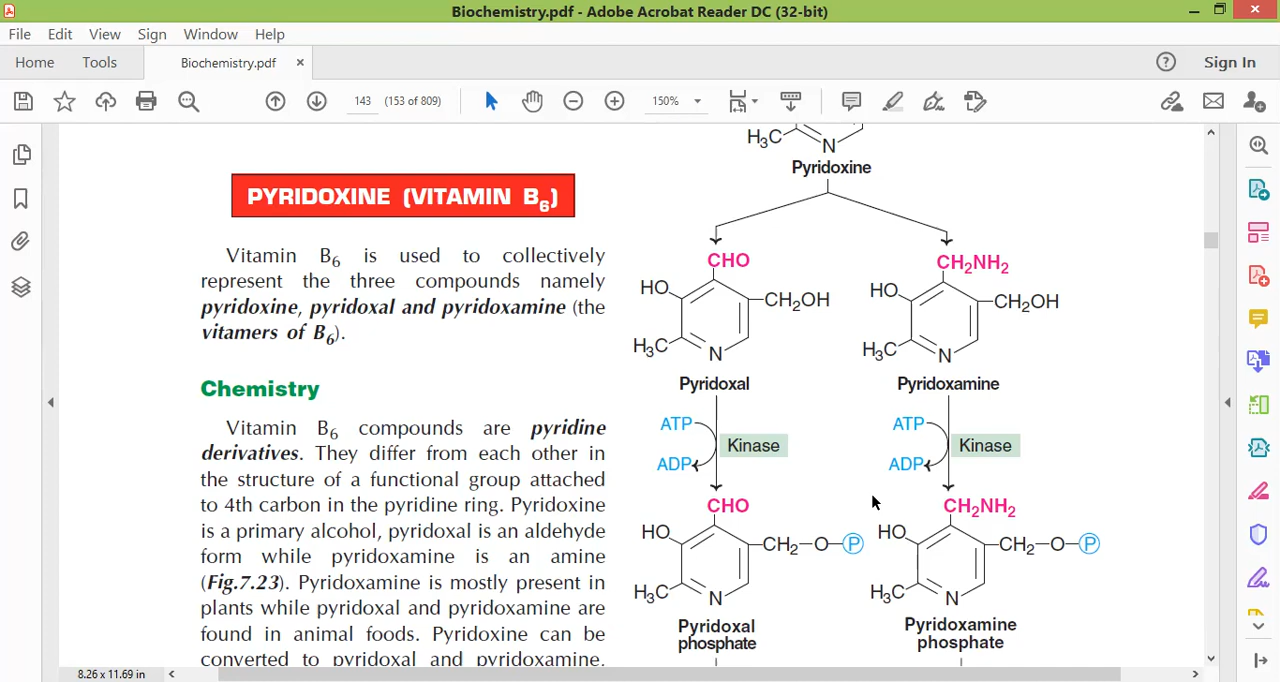 Biochemistry.pdf - Adobe Acrobat Reader DC (32-bit)
File Edit View Sign Window Help
Home Tools Biochemistry.pdf × Sign In
143 (153 of 809) 150%
PYRIDOXINE (VITAMIN B6)
Vitamin B6 is used to collectively
represent the three compounds namely
pyridoxine, pyridoxal and pyridoxamine (the
vitamers of B6).
Chemistry
Vitamin B6 compounds are pyridine
derivatives. They differ from each other in
the structure of a functional group attached
to 4th carbon in the pyridine ring. Pyridoxine
is a primary alcohol, pyridoxal is an aldehyde
form while pyridoxamine is an amine
(Fig.7.23). Pyridoxamine is mostly present in
plants while pyridoxal and pyridoxamine are
found in animal foods. Pyridoxine can be
converted to pyridoxal and pyridoxamine,
H3C N
Pyridoxine
CHO
HO
CH2OH
H3C N
Pyridoxal
ATP
Kinase
ADP
CHO
HO
CH2—O—P
H3C N
Pyridoxal
phosphate
CH2NH2
HO
CH2OH
H3C N
Pyridoxamine
ATP
Kinase
ADP
CH2NH2
HO
CH2—O—P
H3C N
Pyridoxamine
phosphate
8.26 x 11.69 in